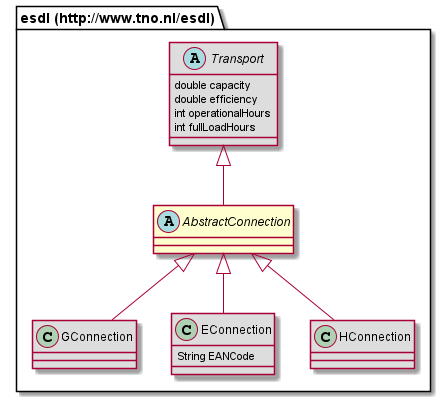 esdl (http://www.tno.nl/esdl)
A Transport
double capacity
double efficiency
int operationalHours
int fullLoadHours
A AbstractConnection
C GConnection
C EConnection
String EANCode
C HConnection